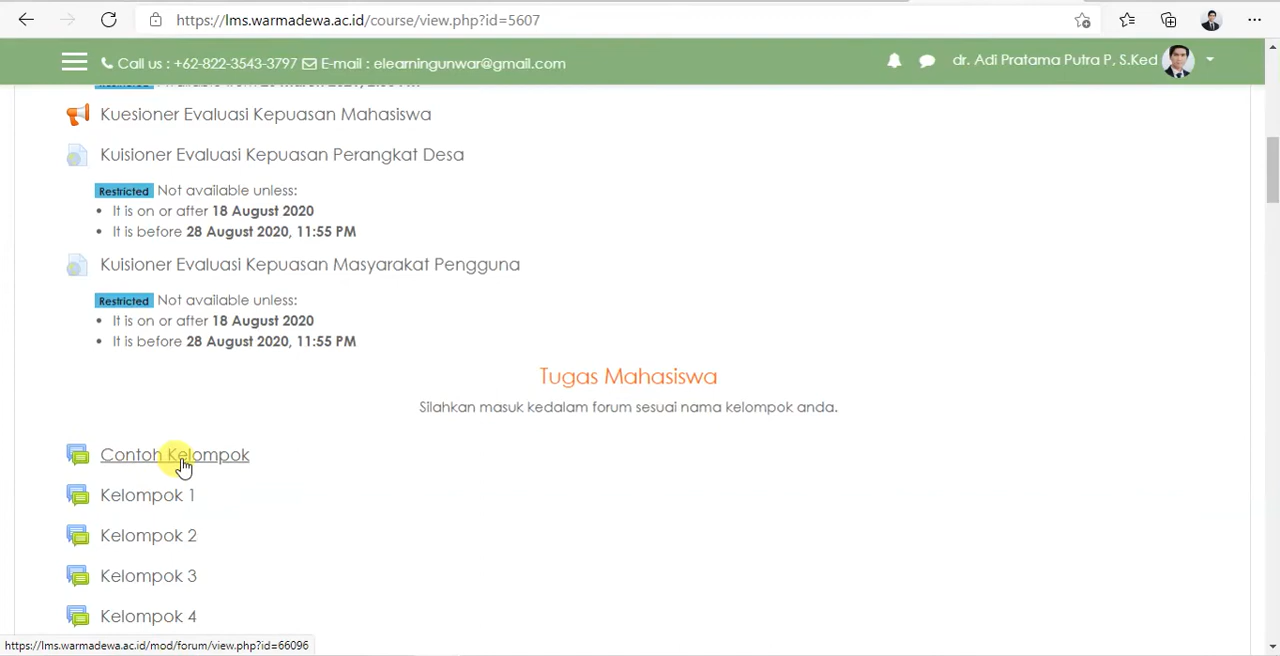 https://lms.warmadewa.ac.id/course/view.php?id=5607
Call us : +62-822-3543-3797 E-mail : elearningunwar@gmail.com
dr. Adi Pratama Putra P, S.Ked
Kuesioner Evaluasi Kepuasan Mahasiswa
Kuisioner Evaluasi Kepuasan Perangkat Desa
Restricted Not available unless:
• It is on or after 18 August 2020
• It is before 28 August 2020, 11:55 PM
Kuisioner Evaluasi Kepuasan Masyarakat Pengguna
Restricted Not available unless:
• It is on or after 18 August 2020
• It is before 28 August 2020, 11:55 PM
Tugas Mahasiswa
Silahkan masuk kedalam forum sesuai nama kelompok anda.
Contoh Kelompok
Kelompok 1
Kelompok 2
Kelompok 3
Kelompok 4
https://lms.warmadewa.ac.id/mod/forum/view.php?id=66096